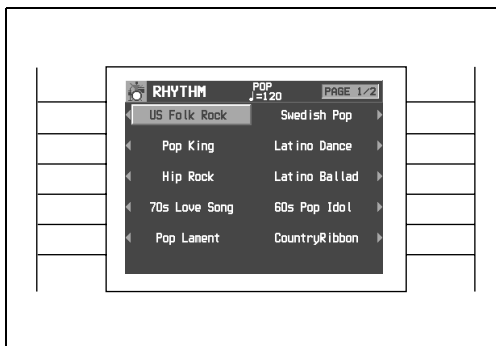 RHYTHM POP ♩=120 PAGE 1/2
US Folk Rock Swedish Pop
Pop King Latino Dance
Hip Rock Latino Ballad
70s Love Song 60s Pop Idol
Pop Lament CountryRibbon